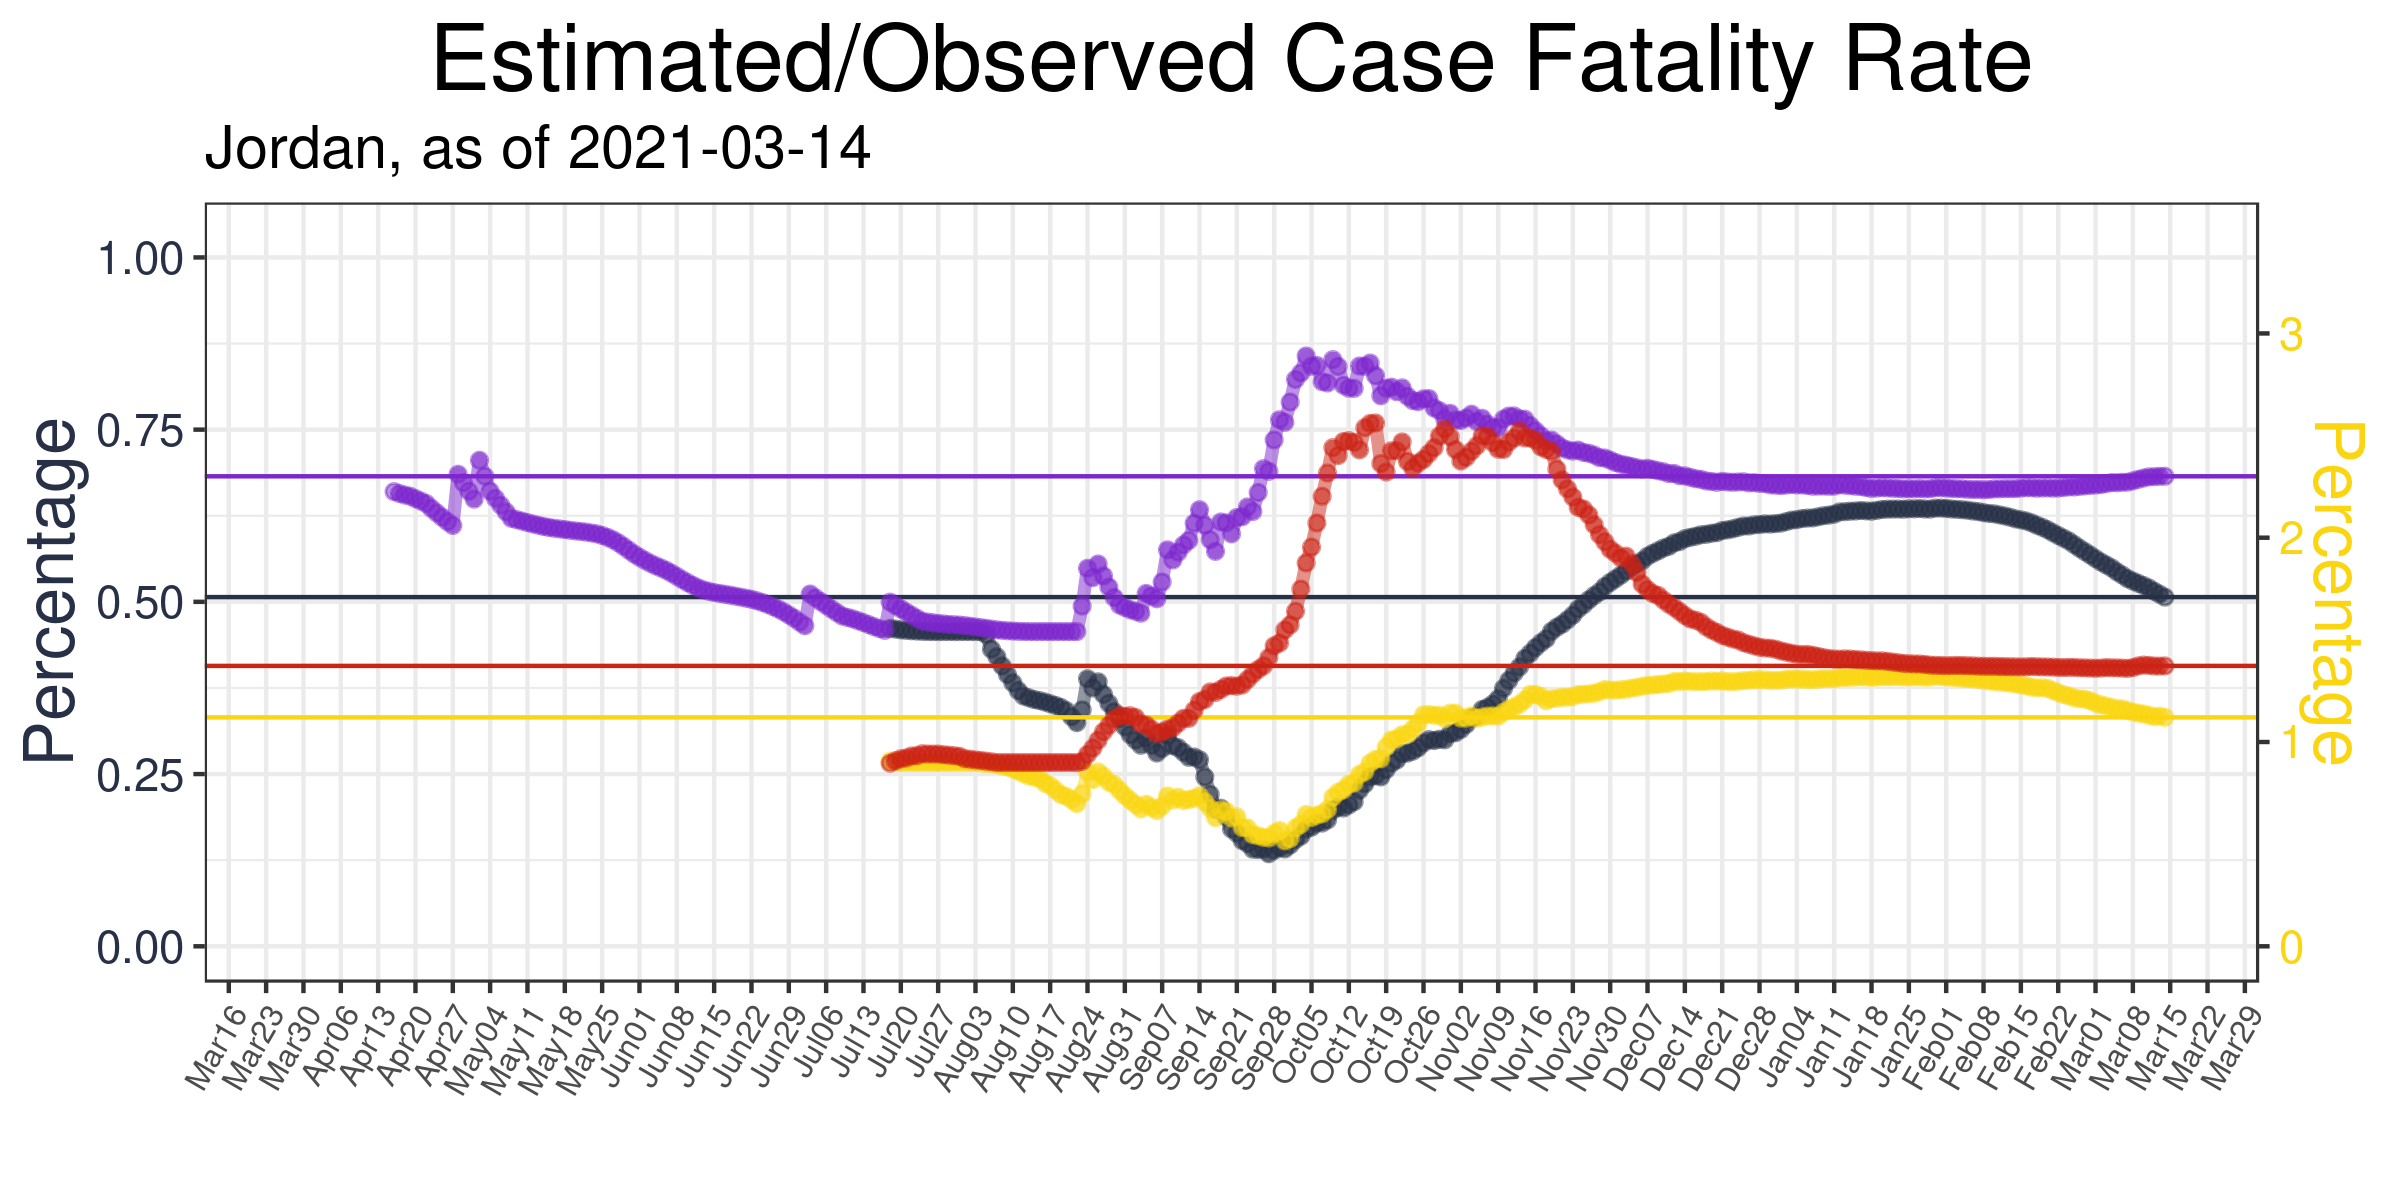 Estimated/Observed Case Fatality Rate
Jordan, as of 2021-03-14
Percentage
1.00
0.75
0.50
0.25
0.00
3
2
1
0
Percentage
Mar16
Mar23
Mar30
Apr06
Apr13
Apr20
Apr27
May04
May11
May18
May25
Jun01
Jun08
Jun15
Jun22
Jun29
Jul06
Jul13
Jul20
Jul27
Aug03
Aug10
Aug17
Aug24
Aug31
Sep07
Sep14
Sep21
Sep28
Oct05
Oct12
Oct19
Oct26
Nov02
Nov09
Nov16
Nov23
Nov30
Dec07
Dec14
Dec21
Dec28
Jan04
Jan11
Jan18
Jan25
Feb01
Feb08
Feb15
Feb22
Mar01
Mar08
Mar15
Mar22
Mar29